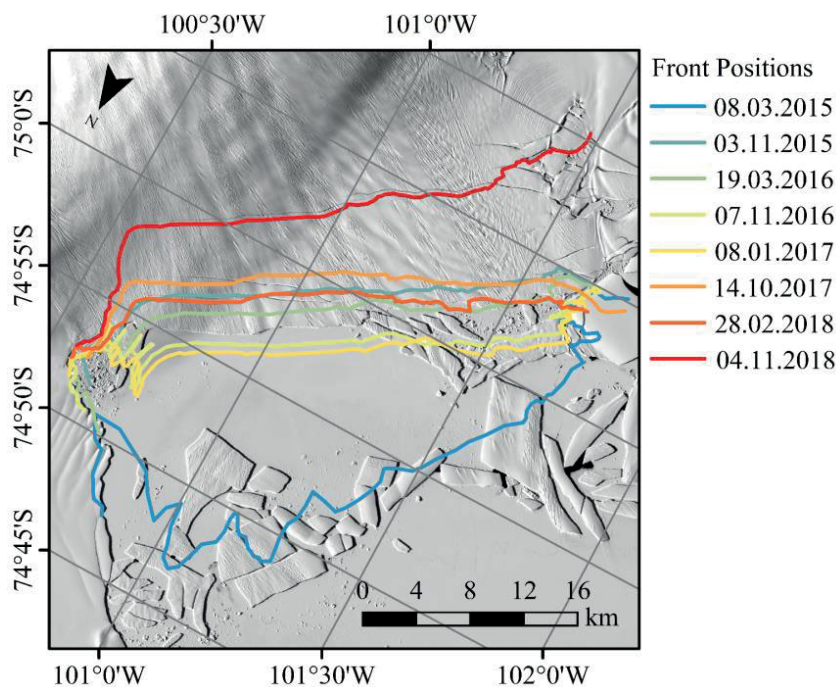 100°30'W 101°0'W
75°0'S
74°55'S
74°50'S
74°45'S
N
Front Positions
08.03.2015
03.11.2015
19.03.2016
07.11.2016
08.01.2017
14.10.2017
28.02.2018
04.11.2018
0 4 8 12 16
km
101°0'W 101°30'W 102°0'W